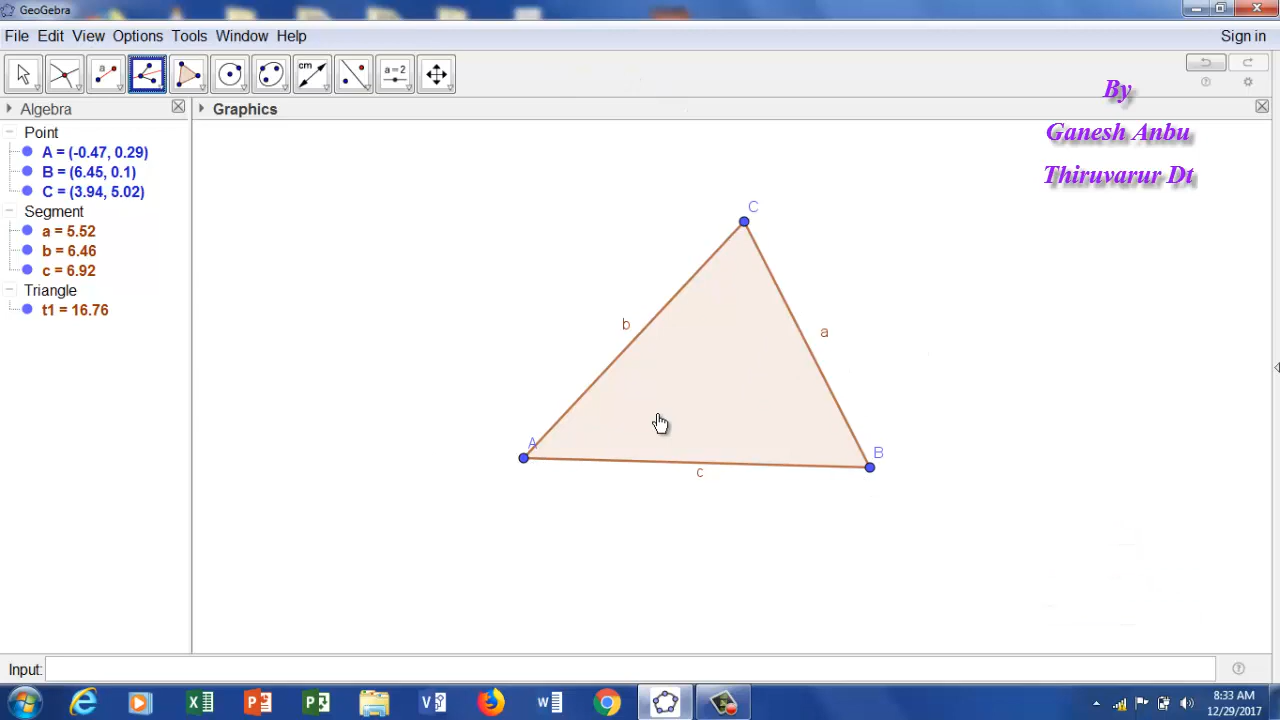 GeoGebra
File Edit View Options Tools Window Help
Sign in
a
cm
a=2
Algebra
Graphics
By
Ganesh Anbu
Thiruvarur Dt
Point
A = (-0.47, 0.29)
B = (6.45, 0.1)
C = (3.94, 5.02)
Segment
a = 5.52
b = 6.46
c = 6.92
Triangle
t1 = 16.76
C
b
a
A
B
c
Input:
8:33 AM
12/29/2017